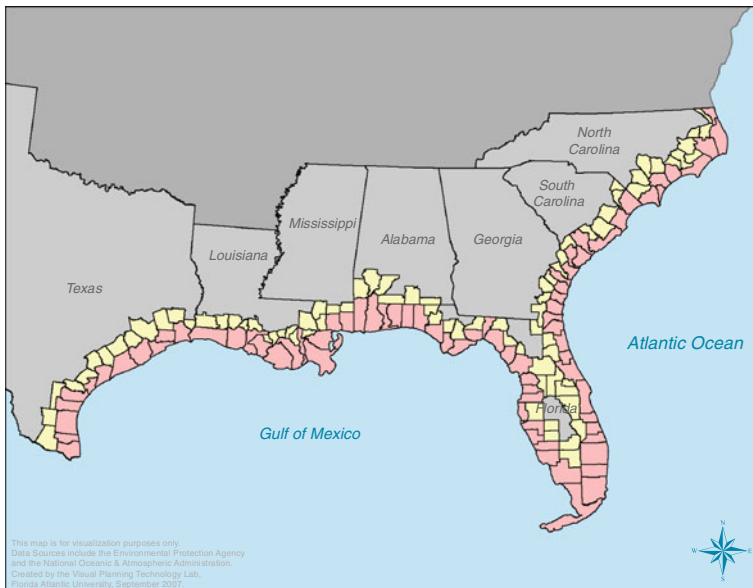 North
Carolina
South
Carolina
Mississippi
Alabama
Georgia
Louisiana
Texas
Atlantic Ocean
Florida
Gulf of Mexico
This map is for visualization purposes only.
Data Sources include the Environmental Protection Agency
and the National Oceanic & Atmospheric Administration.
Created by the Visual Planning Technology Lab,
Florida Atlantic University, September 2007.
N
W
E
S